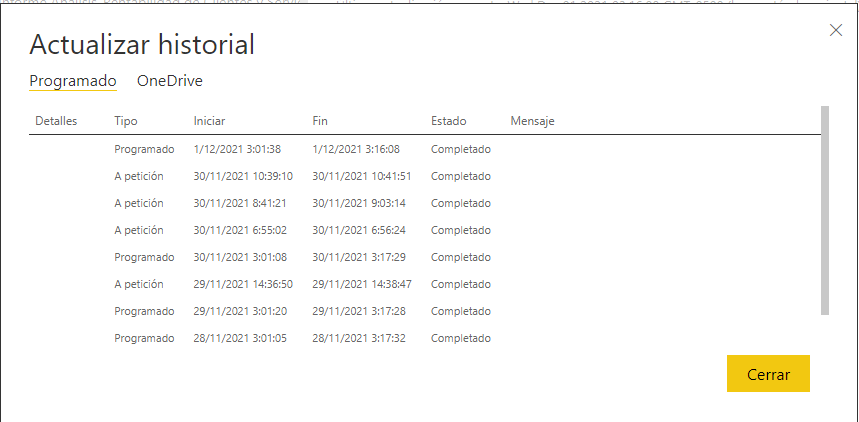 Actualizar historial
Programado OneDrive
Detalles Tipo Iniciar Fin Estado Mensaje
Programado 1/12/2021 3:01:38 1/12/2021 3:16:08 Completado
A petición 30/11/2021 10:39:10 30/11/2021 10:41:51 Completado
A petición 30/11/2021 8:41:21 30/11/2021 9:03:14 Completado
A petición 30/11/2021 6:55:02 30/11/2021 6:56:24 Completado
Programado 30/11/2021 3:01:08 30/11/2021 3:17:29 Completado
A petición 29/11/2021 14:36:50 29/11/2021 14:38:47 Completado
Programado 29/11/2021 3:01:20 29/11/2021 3:17:28 Completado
Programado 28/11/2021 3:01:05 28/11/2021 3:17:32 Completado
Cerrar